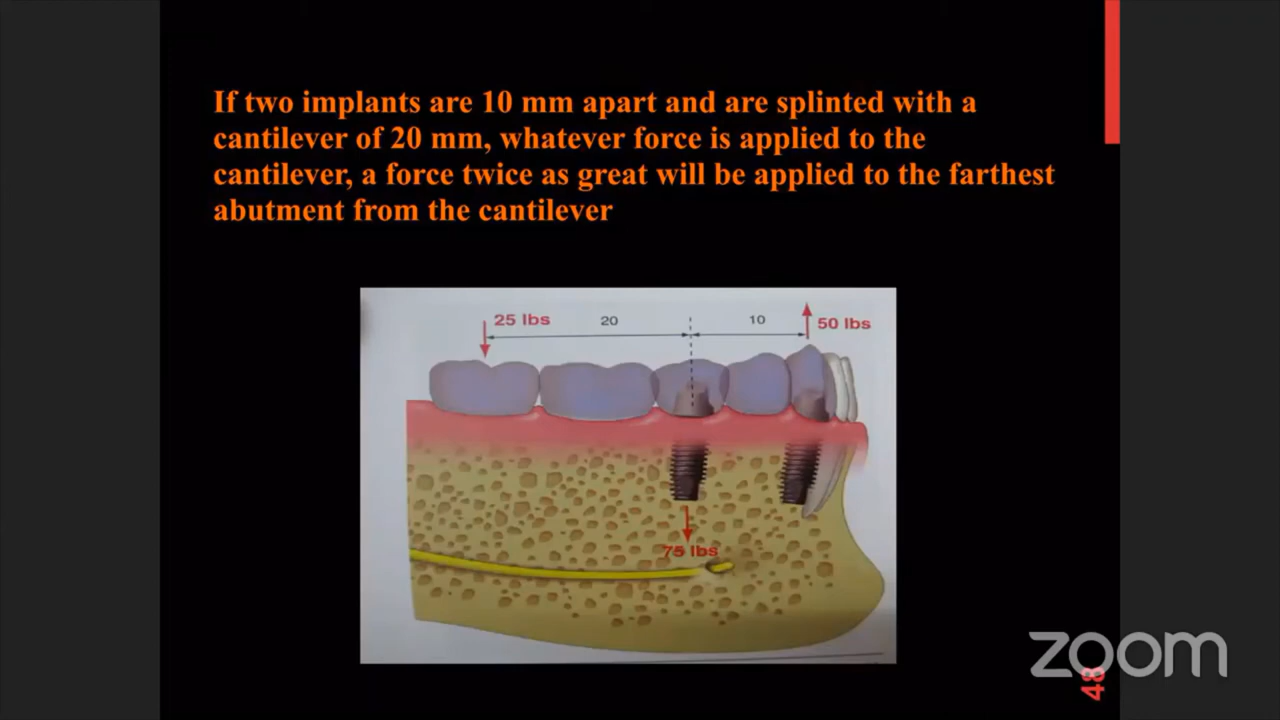 If two implants are 10 mm apart and are splinted with a
cantilever of 20 mm, whatever force is applied to the
cantilever, a force twice as great will be applied to the farthest
abutment from the cantilever
25 lbs
20
10
50 lbs
75 lbs
zoom
48